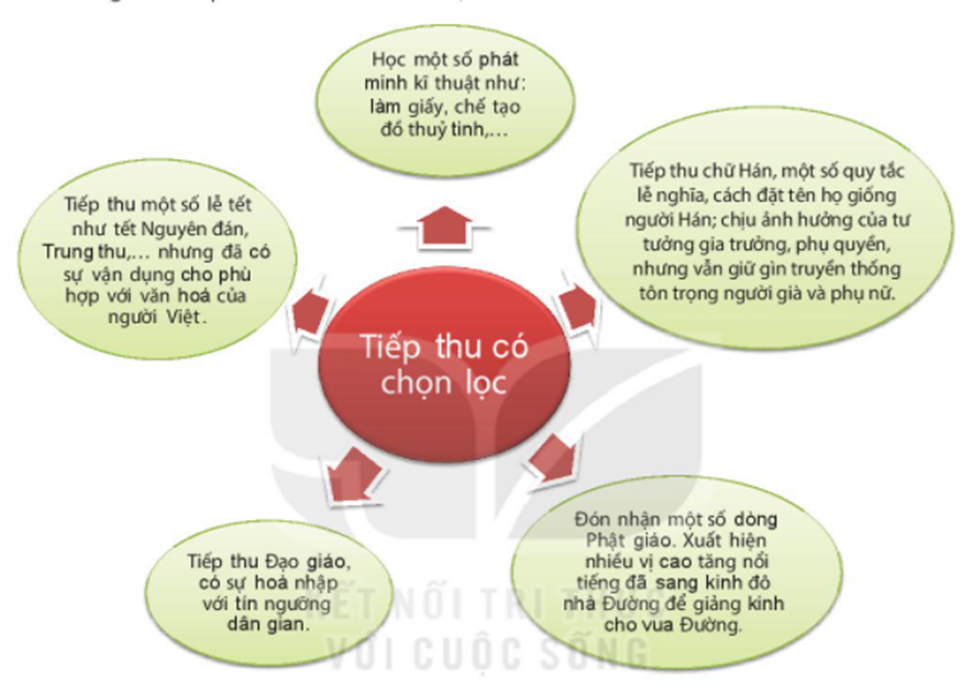 Học một số phát
minh kĩ thuật như:
làm giấy, chế tạo
đồ thuỷ tinh,...
Tiếp thu chữ Hán, một số quy tắc
lễ nghĩa, cách đặt tên họ giống
người Hán; chịu ảnh hưởng của tư
tưởng gia trưởng, phụ quyền,
nhưng vẫn giữ gìn truyền thống
tôn trọng người già và phụ nữ.
Tiếp thu một số lễ tết
như tết Nguyên đán,
Trung thu,... nhưng đã có
sự vận dụng cho phù
hợp với văn hoá của
người Việt.
Tiếp thu có
chọn lọc
Đón nhận một số dòng
Phật giáo. Xuất hiện
nhiều vị cao tăng nổi
tiếng đã sang kinh đô
nhà Đường để giảng kinh
cho vua Đường.
Tiếp thu Đạo giáo,
có sự hoà nhập
với tín ngưỡng
dân gian.
KẾT NỐI TRI THỨC
VỚI CUỘC SỐNG